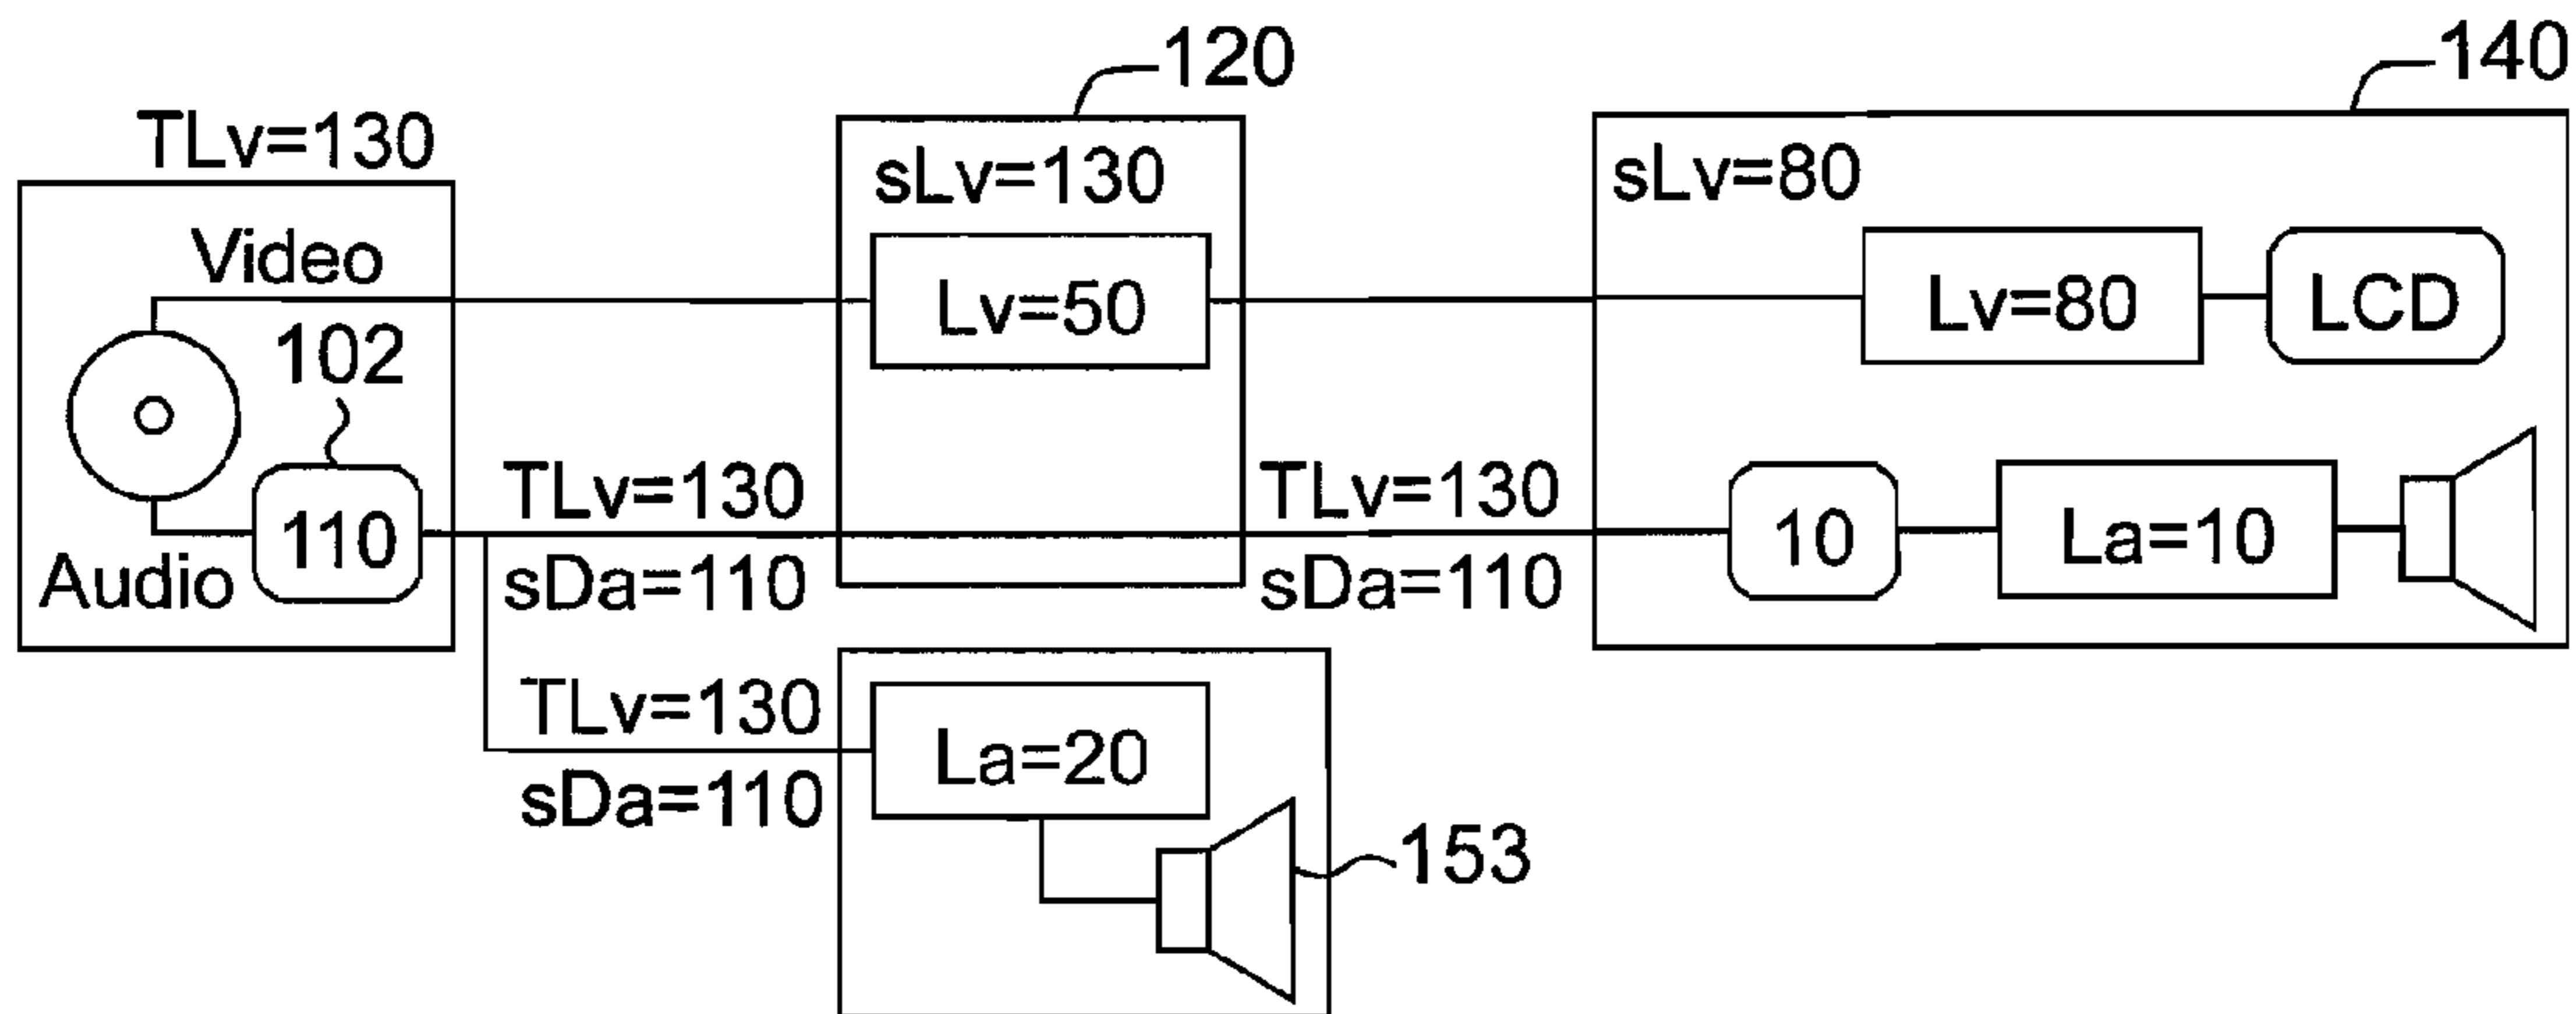 120
140
TLv=130
sLv=130
sLv=80
Video
Lv=50
Lv=80
LCD
102
TLv=130
TLv=130
110
10
La=10
Audio
sDa=110
sDa=110
TLv=130
La=20
sDa=110
153